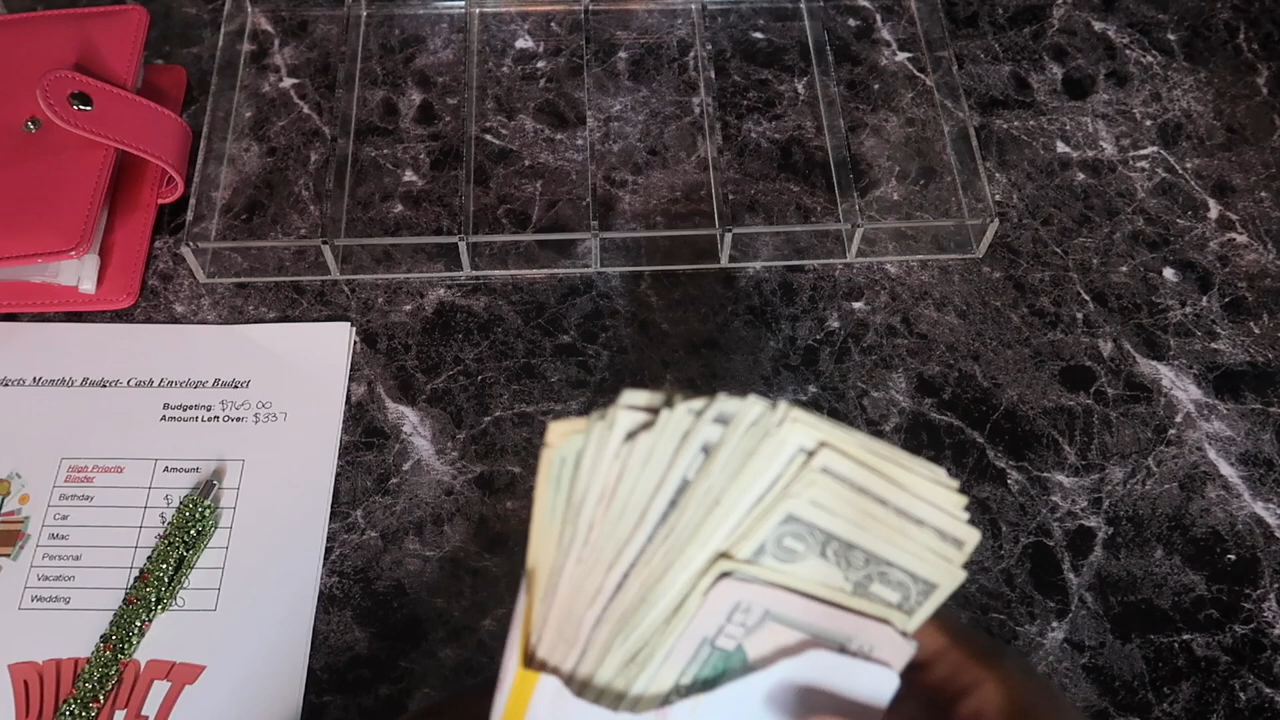 dgets Monthly Budget- Cash Envelope Budget
Budgeting: $765.00
Amount Left Over: $337
High Priority Binder Amount:
Birthday $
Car $
IMac
Personal
Vacation
Wedding
BUDGET